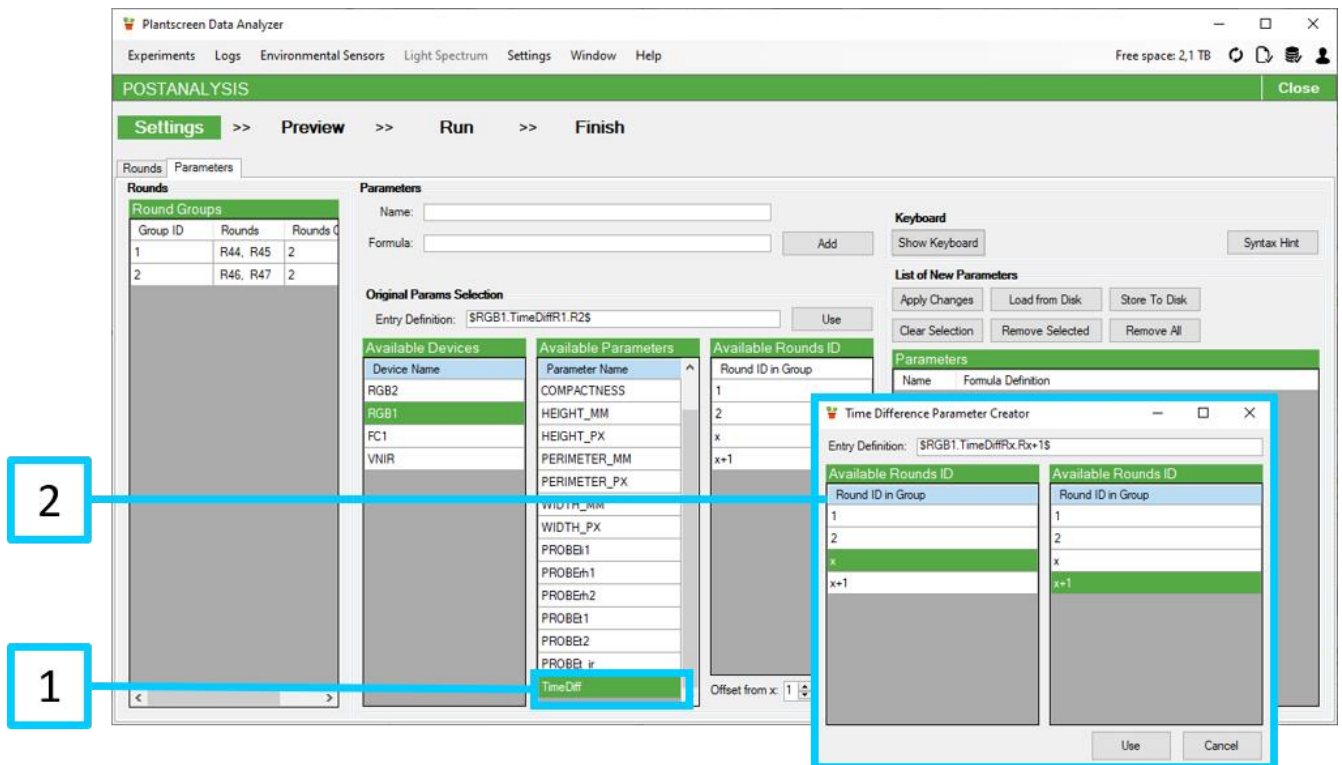 Plantscreen Data Analyzer
Experiments Logs Environmental Sensors Light Spectrum Settings Window Help Free space: 2,1 TB
POSTANALYSIS Close
Settings >> Preview >> Run >> Finish
Rounds Parameters
Rounds
Round Groups
Group ID Rounds Rounds C
1 R44, R45 2
2 R46, R47 2
Parameters
Name:
Formula: Add
Original Params Selection
Entry Definition: $RGB1.TimeDiffR1.R2$ Use
Available Devices
Device Name
RGB2
RGB1
FC1
VNIR
Available Parameters
Parameter Name
COMPACTNESS
HEIGHT_MM
HEIGHT_PX
PERIMETER_MM
PERIMETER_PX
WIDTH_MM
WIDTH_PX
PROBEli1
PROBErh1
PROBErh2
PROBEt1
PROBEt2
PROBEt_ir
TimeDiff
Available Rounds ID
Round ID in Group
1
2
x
x+1
Offset from x: 1
Keyboard
Show Keyboard Syntax Hint
List of New Parameters
Apply Changes Load from Disk Store To Disk
Clear Selection Remove Selected Remove All
Parameters
Name Formula Definition
Time Difference Parameter Creator
Entry Definition: $RGB1.TimeDiffRx.Rx+1$
Available Rounds ID
Round ID in Group
1
2
x
x+1
Available Rounds ID
Round ID in Group
1
2
x
x+1
Use Cancel
2
1